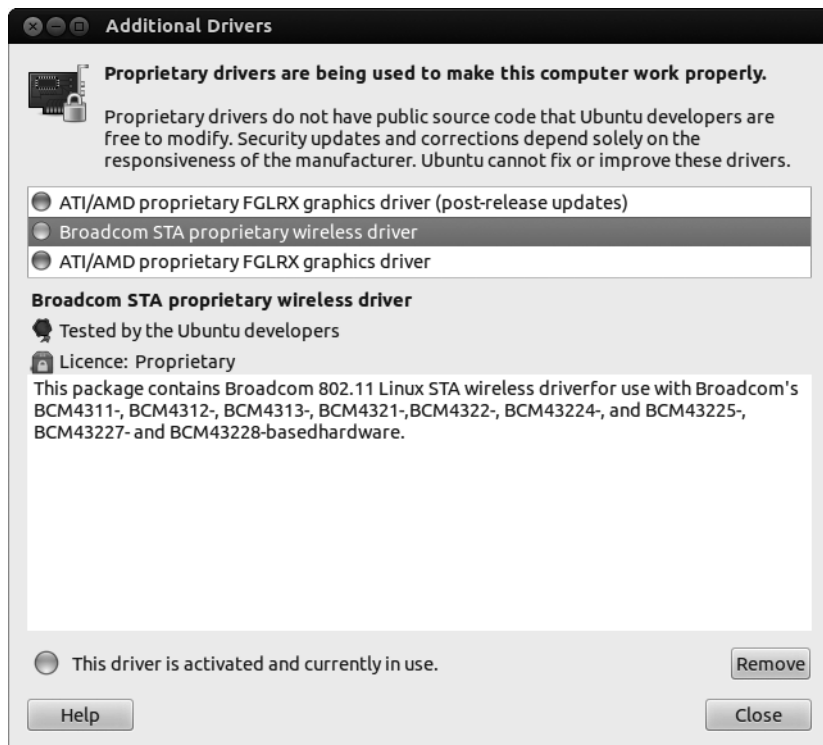 Additional Drivers
Proprietary drivers are being used to make this computer work properly.
Proprietary drivers do not have public source code that Ubuntu developers are
free to modify. Security updates and corrections depend solely on the
responsiveness of the manufacturer. Ubuntu cannot fix or improve these drivers.
ATI/AMD proprietary FGLRX graphics driver (post-release updates)
Broadcom STA proprietary wireless driver
ATI/AMD proprietary FGLRX graphics driver
Broadcom STA proprietary wireless driver
Tested by the Ubuntu developers
Licence: Proprietary
This package contains Broadcom 802.11 Linux STA wireless driverfor use with Broadcom's
BCM4311-, BCM4312-, BCM4313-, BCM4321-,BCM4322-, BCM43224-, and BCM43225-,
BCM43227- and BCM43228-basedhardware.
This driver is activated and currently in use.
Remove
Help
Close